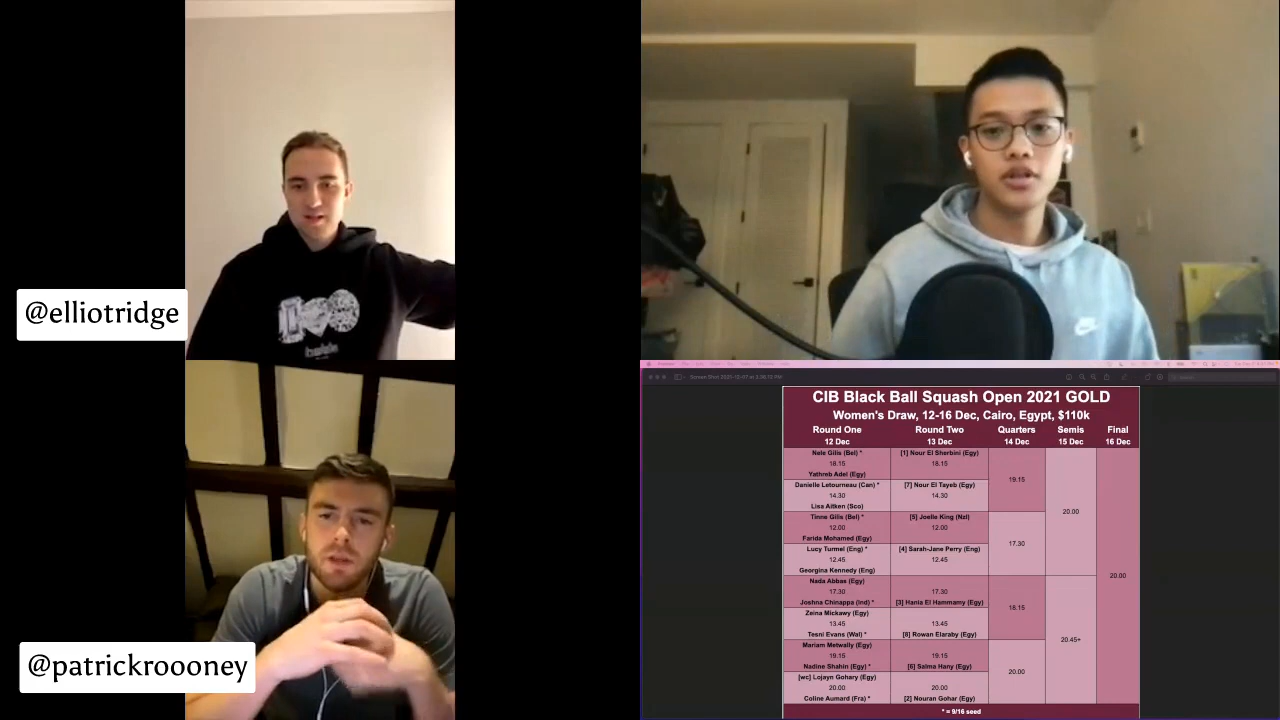 @elliotridge
@patrickroooney
CIB Black Ball Squash Open 2021 GOLD
Women's Draw, 12-16 Dec, Cairo, Egypt, $110k
Round One Round Two Quarters Semis Final
12 Dec 13 Dec 14 Dec 15 Dec 16 Dec
Nele Gilis (Bel) * [1] Nour El Sherbini (Egy)
18.15 18.15
Yathreb Adel (Egy)
19.15
Danielle Letourneau (Can) * [7] Nour El Tayeb (Egy)
14.30 14.30
Lisa Aitken (Sco)
20.00
Tinne Gilis (Bel) * [5] Joelle King (Nzl)
12.00 12.00
Farida Mohamed (Egy)
17.30
Lucy Turmel (Eng) * [4] Sarah-Jane Perry (Eng)
12.45 12.45
Georgina Kennedy (Eng)
20.00
Nada Abbas (Egy)
17.30 17.30
Joshna Chinappa (Ind) * [3] Hania El Hammamy (Egy)
18.15
Zeina Mickawy (Egy)
13.45 13.45
Tesni Evans (Wal) * [8] Rowan Elaraby (Egy)
20.45+
Mariam Metwally (Egy)
19.15 19.15
Nadine Shahin (Egy) * [6] Salma Hany (Egy)
20.00
[wc] Lojayn Gohary (Egy)
20.00 20.00
Coline Aumard (Fra) * [2] Nouran Gohar (Egy)
* = 9/16 seed